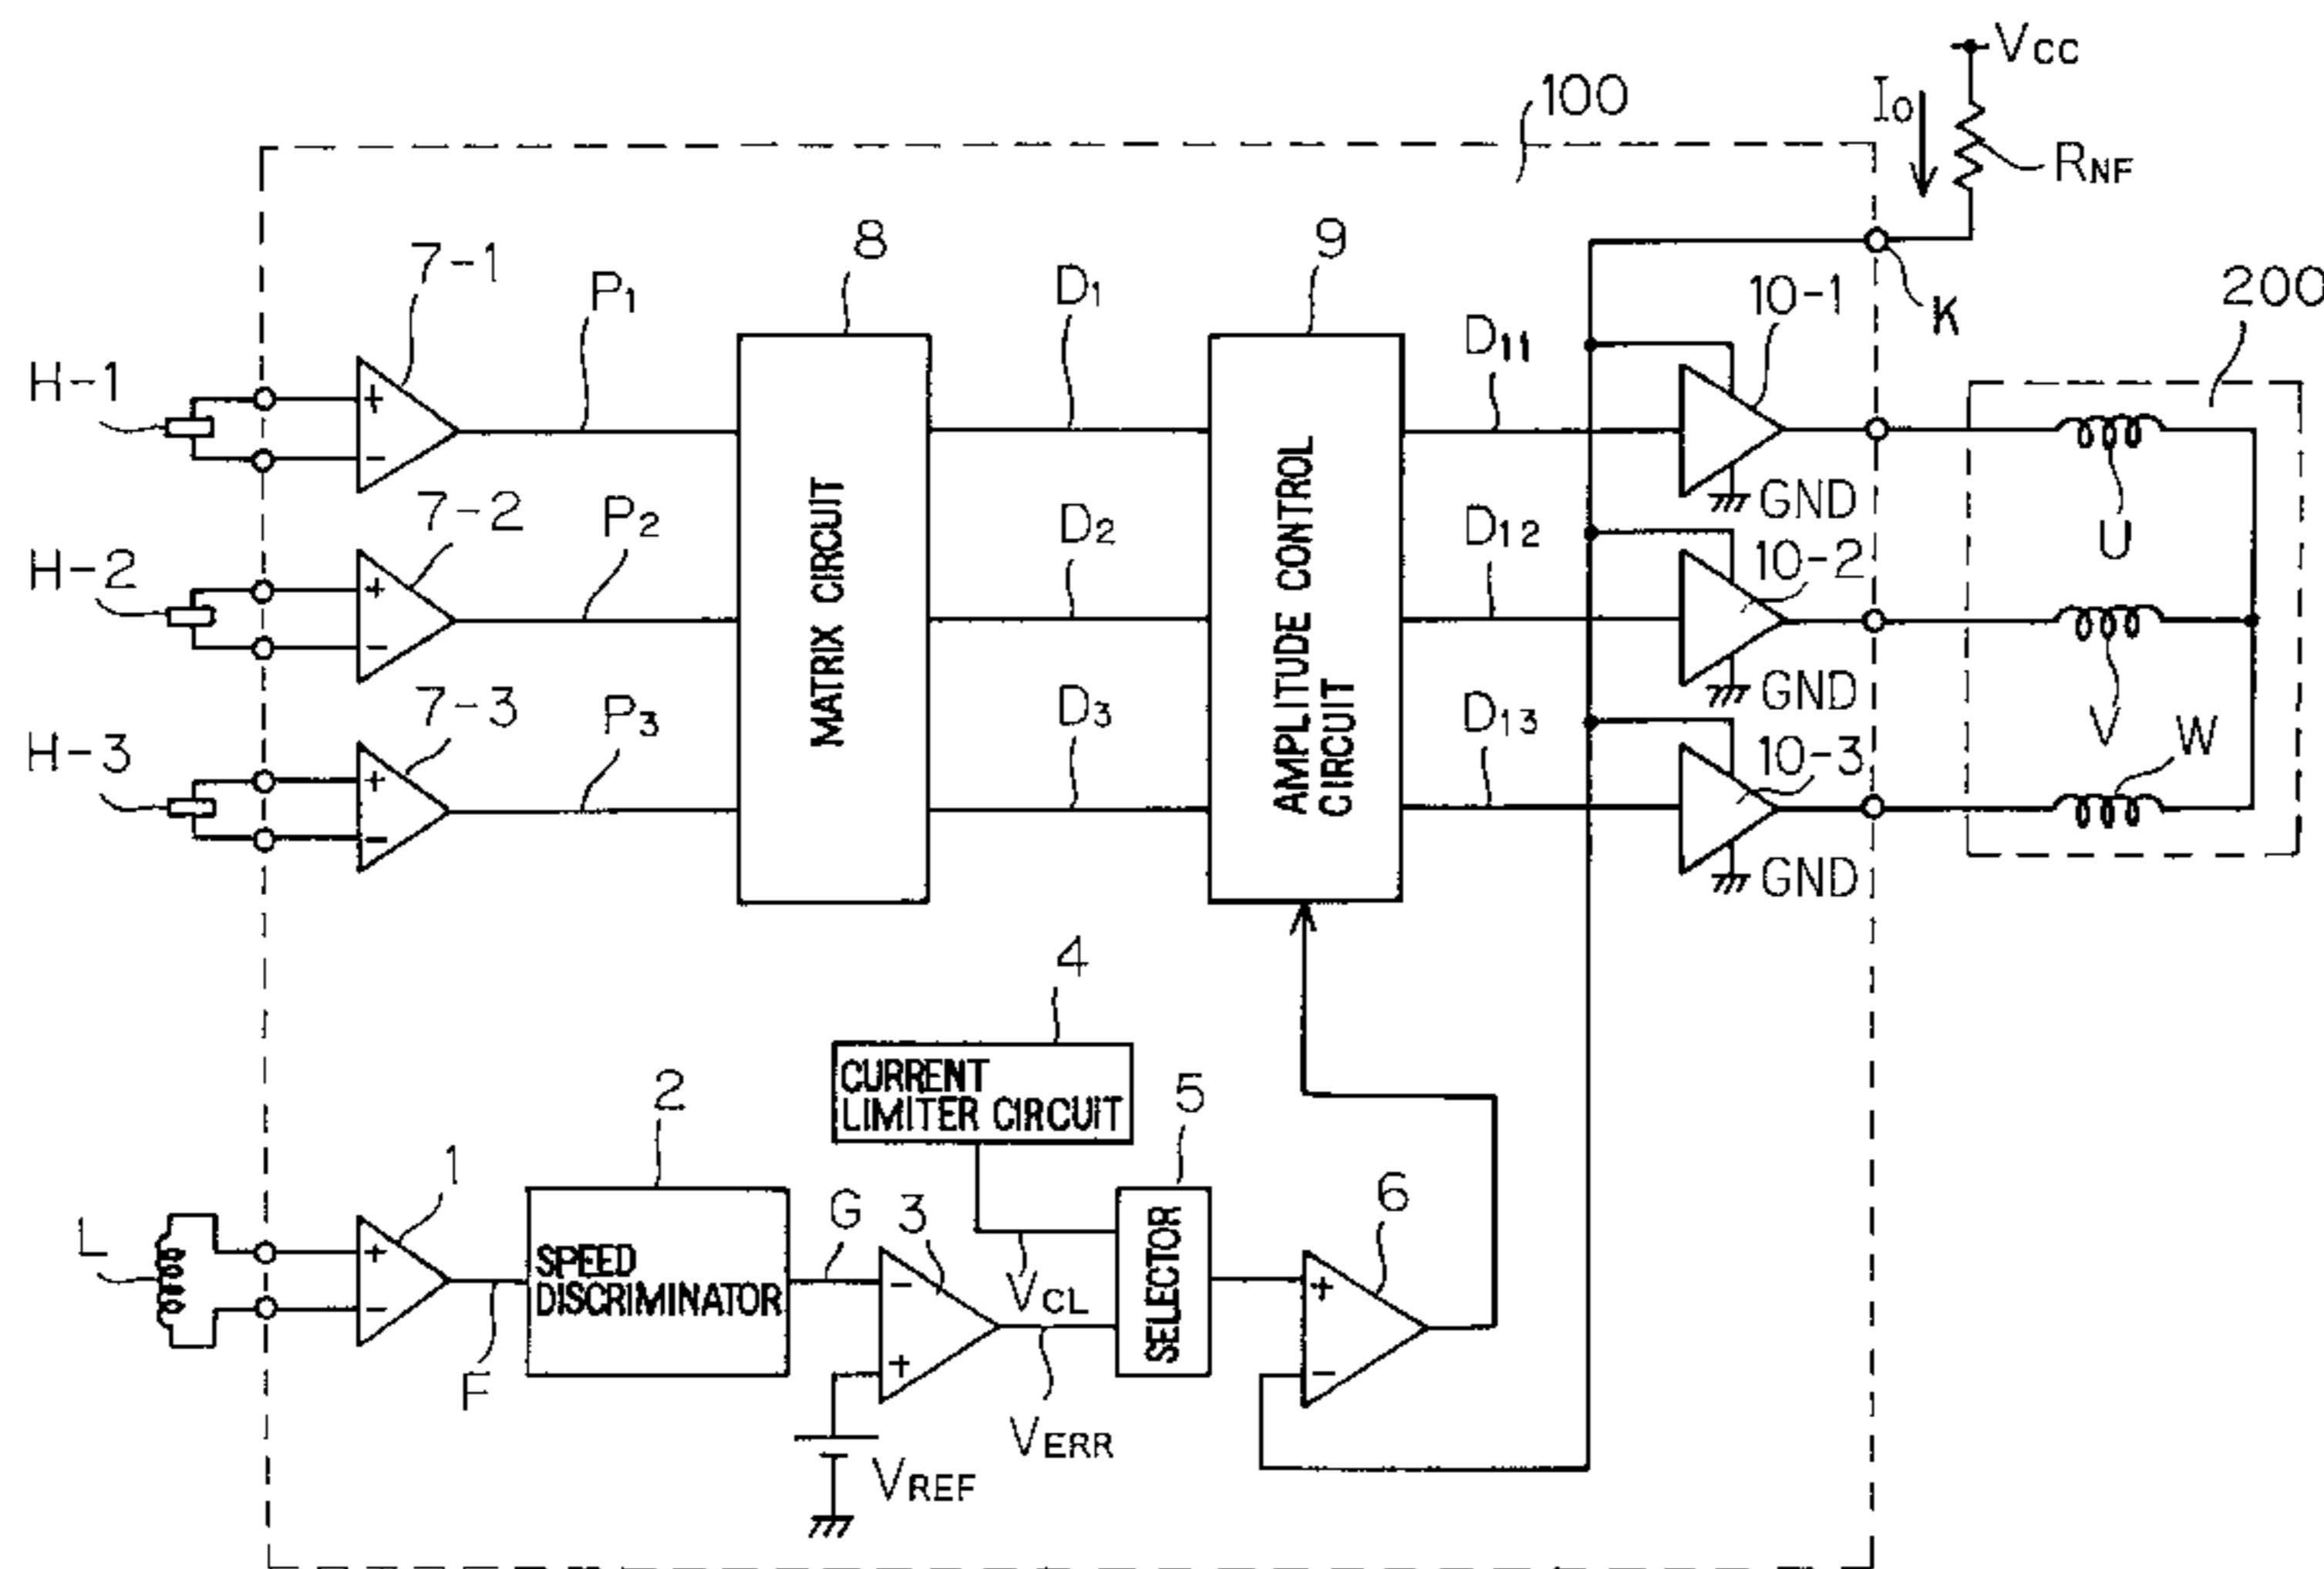 Vcc
100
Io
RNF
8
9
7-1
P1
D1
10-1
K
200
H-1
D11
+
−
GND
U
7-2
P2
D2
D12
10-2
H-2
+
−
MATRIX CIRCUIT
AMPLITUDE CONTROL
CIRCUIT
GND
V
7-3
P3
D3
D13
10-3
W
H-3
+
−
GND
4
CURRENT
LIMITER CIRCUIT
2
5
1
G
3
6
L
+
−
SPEED
DISCRIMINATOR
−
+
VCL
SELECTOR
+
−
F
VERR
VREF